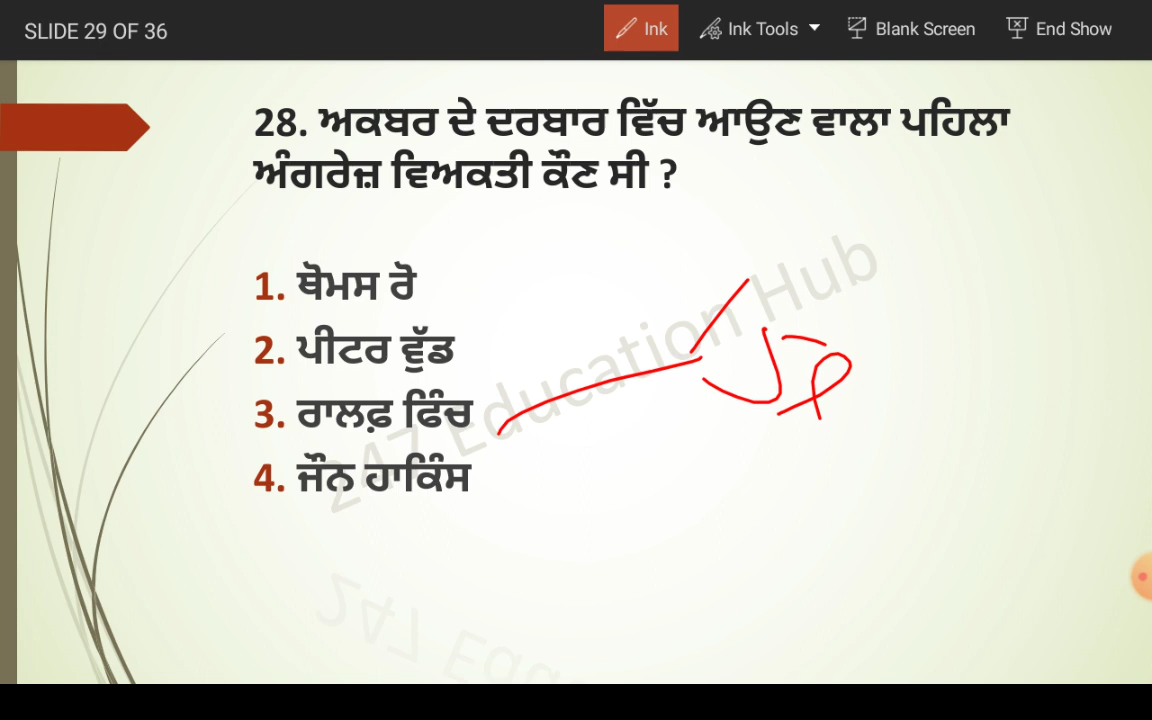 SLIDE 29 OF 36
Ink Ink Tools Blank Screen End Show
28. ਅਕਬਰ ਦੇ ਦਰਬਾਰ ਵਿੱਚ ਆਉਣ ਵਾਲਾ ਪਹਿਲਾ
ਅੰਗਰੇਜ਼ ਵਿਅਕਤੀ ਕੌਣ ਸੀ ?
1. ਥੋਮਸ ਰੋ
2. ਪੀਟਰ ਵੁੱਡ
3. ਰਾਲਫ਼ ਫਿੰਚ
4. ਜੌਨ ਹਾਕਿੰਸ
247 Education Hub